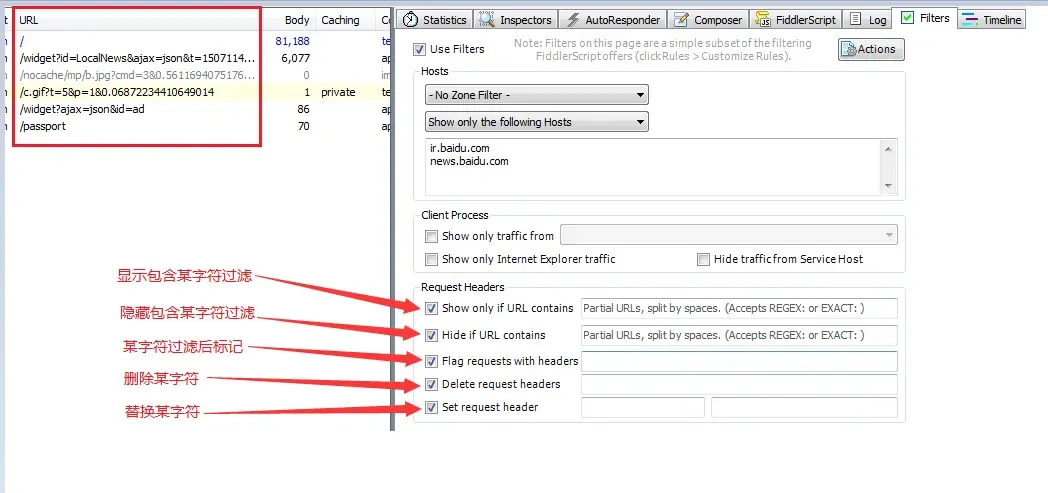 URL Body Caching
/ 81,188
/widget?id=LocalNews&ajax=json&t=1507114... 6,077
/nocache/mp/b.jpg?cmd=3&0.5611694075176... 0
/c.gif?t=5&p=1&0.06872234410649014 1 private
/widget?ajax=json&id=ad 86
/passport 70
Statistics Inspectors AutoResponder Composer FiddlerScript Log Filters Timeline
Use Filters
Note: Filters on this page are a simple subset of the filtering
FiddlerScript offers (click Rules > Customize Rules).
Actions
Hosts
- No Zone Filter -
Show only the following Hosts
ir.baidu.com
news.baidu.com
Client Process
Show only traffic from
Show only Internet Explorer traffic Hide traffic from Service Host
Request Headers
显示包含某字符过滤
Show only if URL contains Partial URLs, split by spaces. (Accepts REGEX: or EXACT: )
隐藏包含某字符过滤
Hide if URL contains Partial URLs, split by spaces. (Accepts REGEX: or EXACT: )
某字符过滤后标记
Flag requests with headers
删除某字符
Delete request headers
替换某字符
Set request header